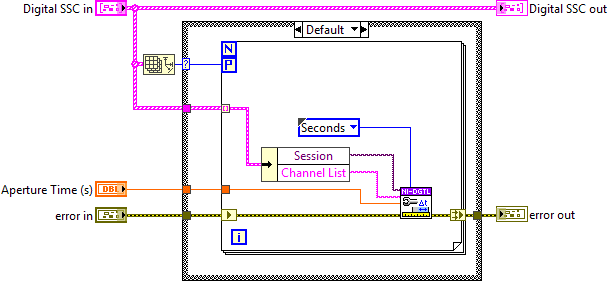 Digital SSC in
Digital SSC out
Default
N
P
?
Seconds
Session
Channel List
NI-DGTL
Δt
Aperture Time (s)
DBL
error in
error out
i